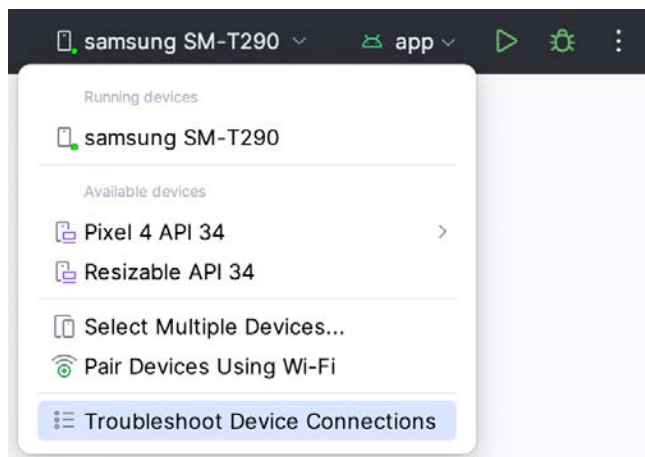 samsung SM-T290 app
Running devices
samsung SM-T290
Available devices
Pixel 4 API 34
Resizable API 34
Select Multiple Devices...
Pair Devices Using Wi-Fi
Troubleshoot Device Connections